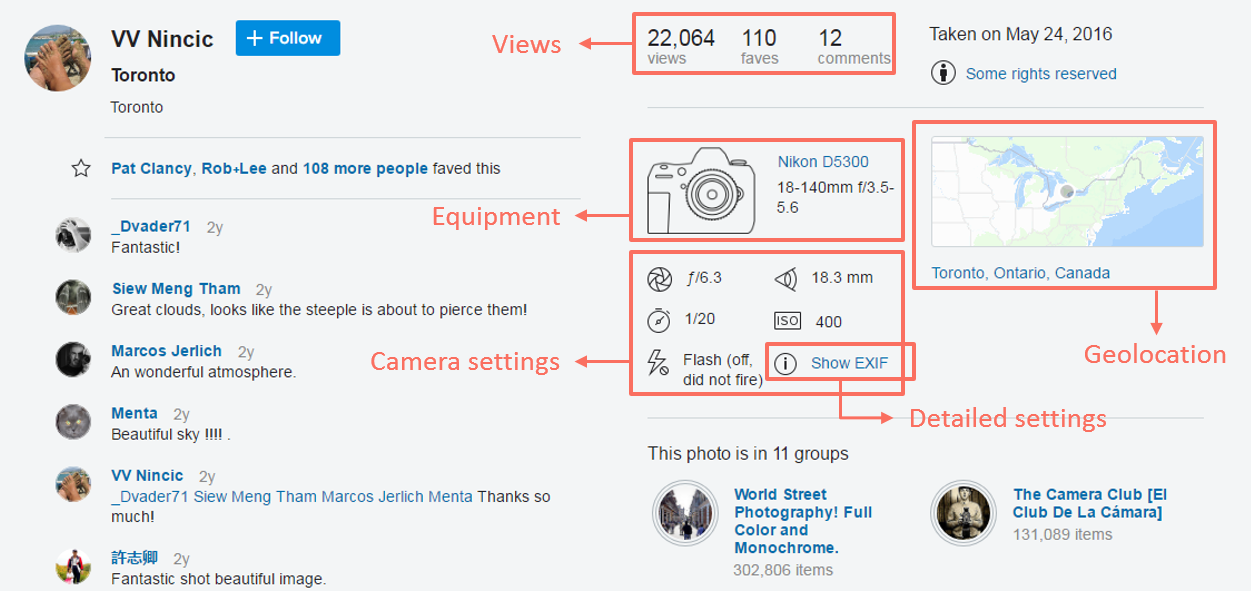 VV Nincic
+ Follow
Toronto
Toronto
Pat Clancy, Rob+Lee and 108 more people faved this
_Dvader71 2y
Fantastic!
Siew Meng Tham 2y
Great clouds, looks like the steeple is about to pierce them!
Marcos Jerlich 2y
An wonderful atmosphere.
Menta 2y
Beautiful sky !!!! .
VV Nincic 2y
_Dvader71 Siew Meng Tham Marcos Jerlich Menta Thanks so
much!
許志卿 2y
Fantastic shot beautiful image.
Views
22,064 110 12
views faves comments
Taken on May 24, 2016
Some rights reserved
Equipment
Nikon D5300
18-140mm f/3.5-
5.6
Toronto, Ontario, Canada
Geolocation
Camera settings
ƒ/6.3 18.3 mm
1/20 ISO 400
Flash (off,
did not fire)
Show EXIF
Detailed settings
This photo is in 11 groups
World Street
Photography! Full
Color and
Monochrome.
302,806 items
The Camera Club [El
Club De La Cámara]
131,089 items